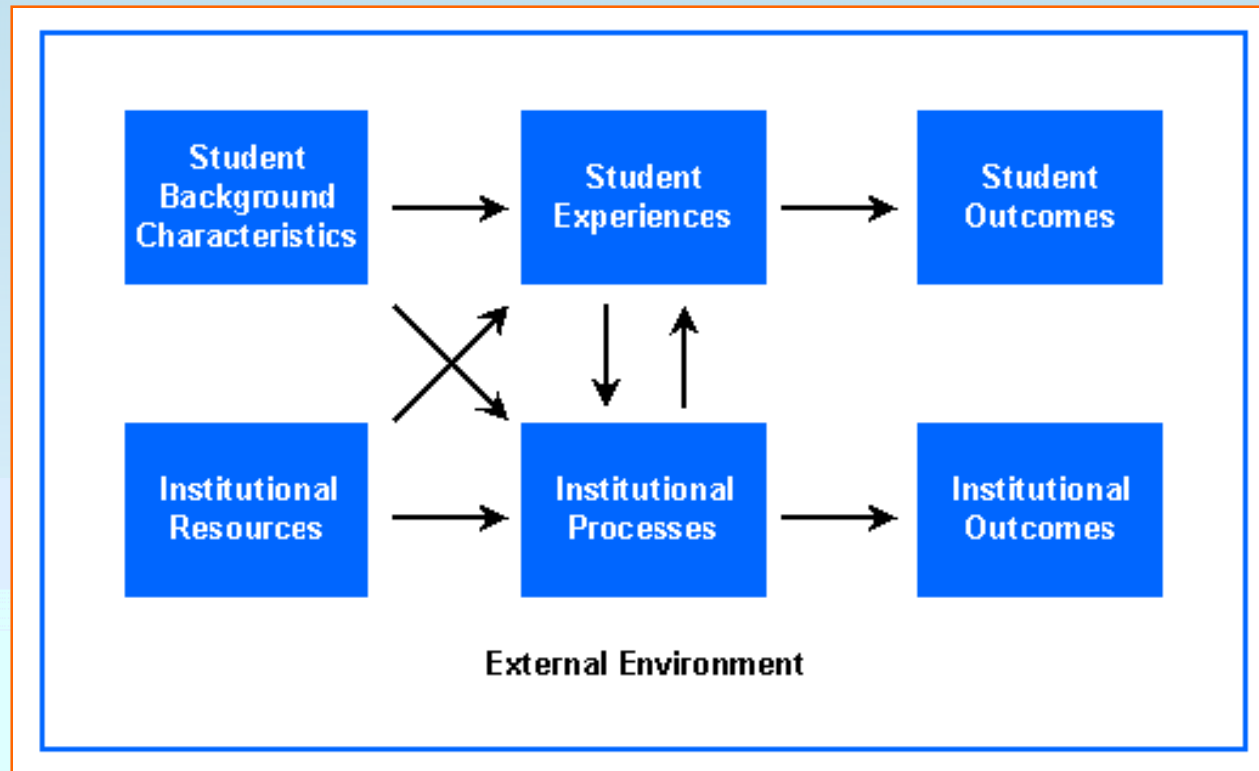 Student
Background
Characteristics
Student
Experiences
Student
Outcomes
Institutional
Resources
Institutional
Processes
Institutional
Outcomes
External Environment